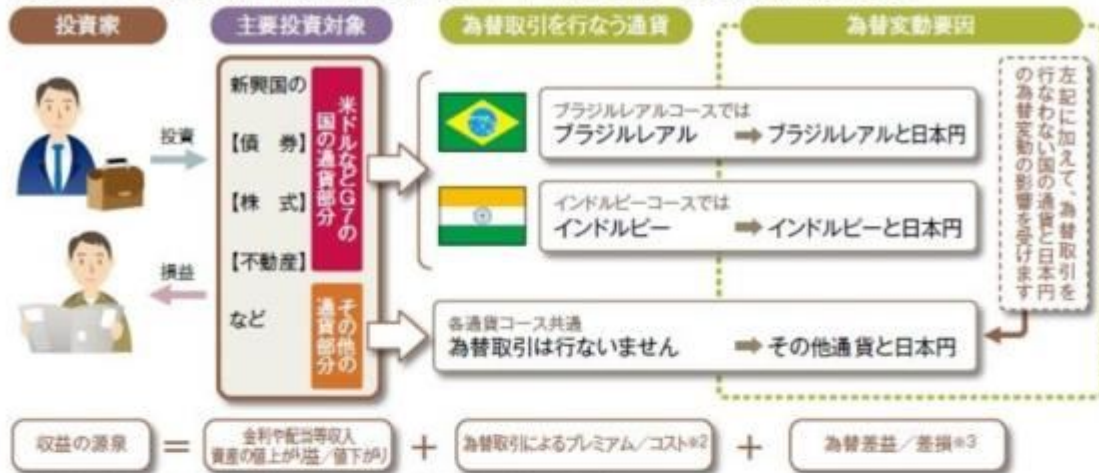 投資家
主要投資対象
為替取引を行なう通貨
為替変動要因
投資
損益
新興国の
【債 券】
【株 式】
【不動産】
など
米ドルなどG7の
国の通貨部分
その他の
通貨部分
ブラジルレアルコースでは
ブラジルレアル ➡ ブラジルレアルと日本円
インドルピーコースでは
インドルピー ➡ インドルピーと日本円
各通貨コース共通
為替取引は行ないません ➡ その他通貨と日本円
左記に加えて、為替取引を
行なわない国の通貨と日本円
の為替変動の影響を受けます
収益の源泉 = 金利や配当等収入
資産の値上がり益/値下がり + 為替取引によるプレミアム/コスト※2 + 為替差益/差損※3